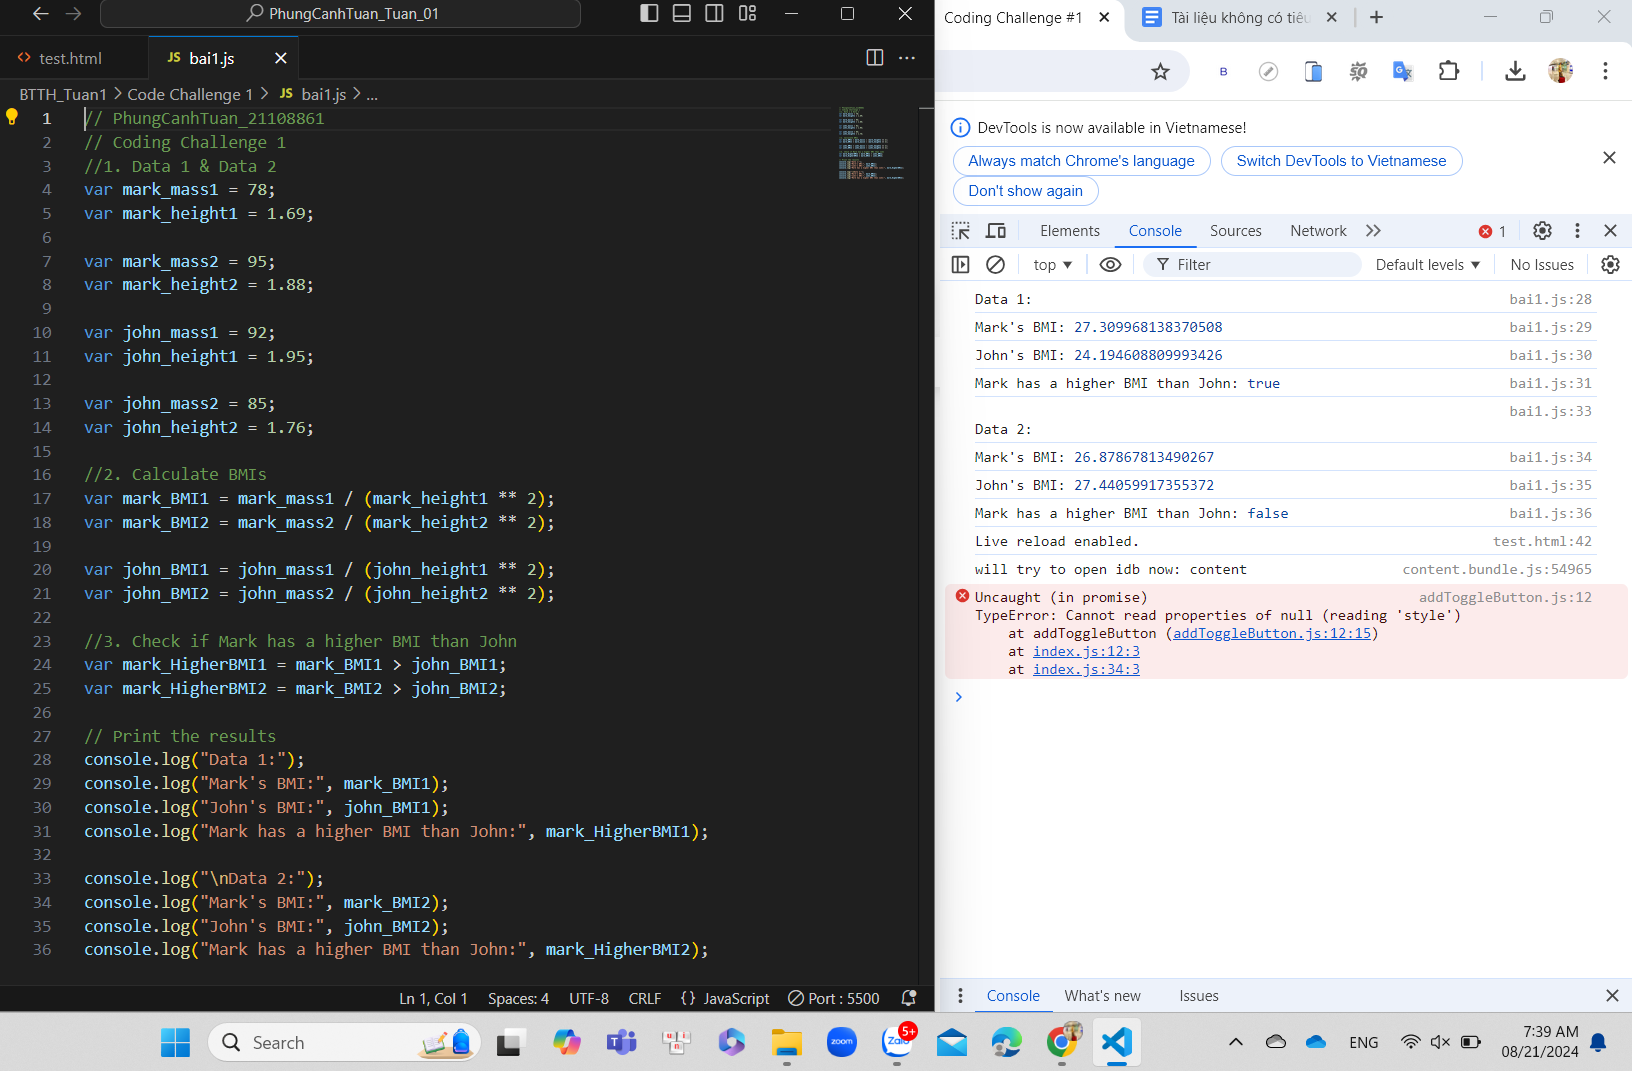 PhungCanhTuan_Tuan_01
test.html
JS bai1.js
BTTH_Tuan1 > Code Challenge 1 > JS bai1.js > ...
1 // PhungCanhTuan_21108861
2 // Coding Challenge 1
3 //1. Data 1 & Data 2
4 var mark_mass1 = 78;
5 var mark_height1 = 1.69;
6
7 var mark_mass2 = 95;
8 var mark_height2 = 1.88;
9
10 var john_mass1 = 92;
11 var john_height1 = 1.95;
12
13 var john_mass2 = 85;
14 var john_height2 = 1.76;
15
16 //2. Calculate BMIs
17 var mark_BMI1 = mark_mass1 / (mark_height1 ** 2);
18 var mark_BMI2 = mark_mass2 / (mark_height2 ** 2);
19
20 var john_BMI1 = john_mass1 / (john_height1 ** 2);
21 var john_BMI2 = john_mass2 / (john_height2 ** 2);
22
23 //3. Check if Mark has a higher BMI than John
24 var mark_HigherBMI1 = mark_BMI1 > john_BMI1;
25 var mark_HigherBMI2 = mark_BMI2 > john_BMI2;
26
27 // Print the results
28 console.log("Data 1:");
29 console.log("Mark's BMI:", mark_BMI1);
30 console.log("John's BMI:", john_BMI1);
31 console.log("Mark has a higher BMI than John:", mark_HigherBMI1);
32
33 console.log("\nData 2:");
34 console.log("Mark's BMI:", mark_BMI2);
35 console.log("John's BMI:", john_BMI2);
36 console.log("Mark has a higher BMI than John:", mark_HigherBMI2);
Ln 1, Col 1 Spaces: 4 UTF-8 CRLF {} JavaScript Port : 5500
Coding Challenge #1
Tài liệu không có tiêu
DevTools is now available in Vietnamese!
Always match Chrome's language
Switch DevTools to Vietnamese
Don't show again
Elements Console Sources Network 1
top Filter Default levels No Issues
Data 1: bai1.js:28
Mark's BMI: 27.309968138370508 bai1.js:29
John's BMI: 24.194608809993426 bai1.js:30
Mark has a higher BMI than John: true bai1.js:31
bai1.js:33
Data 2:
Mark's BMI: 26.87867813490267 bai1.js:34
John's BMI: 27.44059917355372 bai1.js:35
Mark has a higher BMI than John: false bai1.js:36
Live reload enabled. test.html:42
will try to open idb now: content content.bundle.js:54965
Uncaught (in promise) addToggleButton.js:12
TypeError: Cannot read properties of null (reading 'style')
at addToggleButton (addToggleButton.js:12:15)
at index.js:12:3
at index.js:34:3
Console What's new Issues
Search
zoom
Zalo
5+
ENG
7:39 AM
08/21/2024